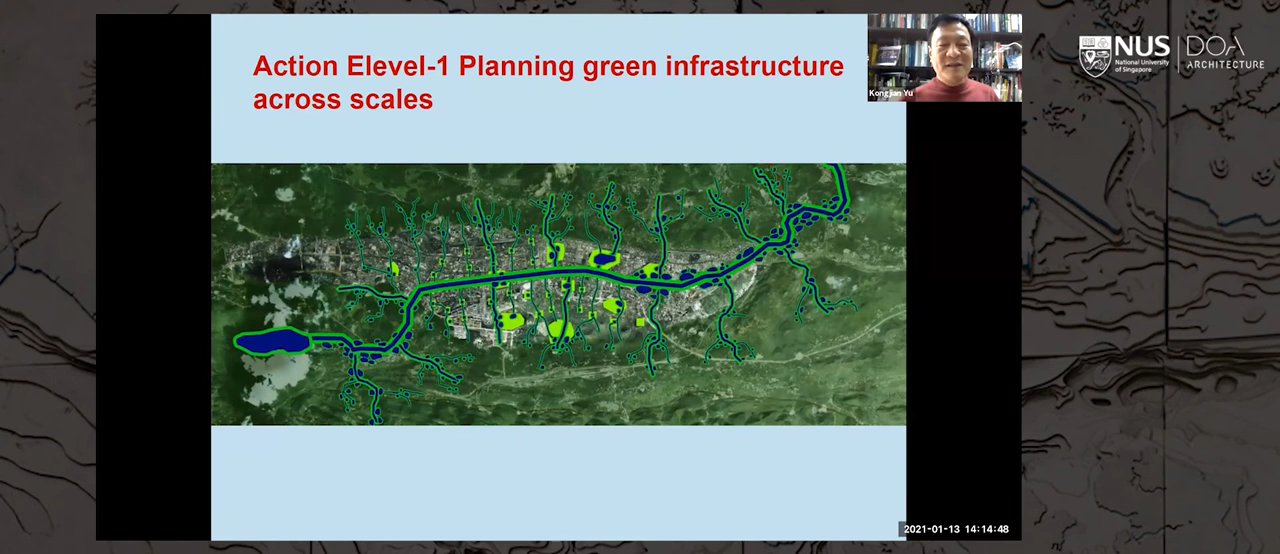 Action Elevel-1 Planning green infrastructure
across scales
Kongjian Yu
NUS
National University
of Singapore
DOA
ARCHITECTURE
2021-01-13 14:14:48